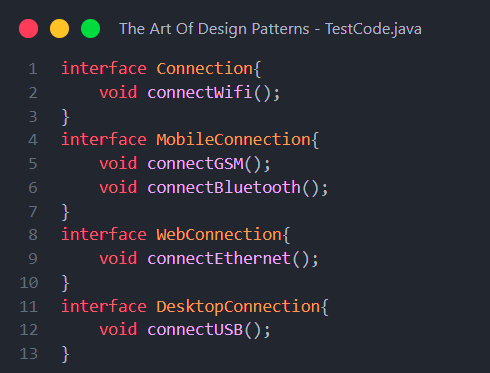 The Art Of Design Patterns - TestCode.java
1 interface Connection{
2     void connectWifi();
3 }
4 interface MobileConnection{
5     void connectGSM();
6     void connectBluetooth();
7 }
8 interface WebConnection{
9     void connectEthernet();
10 }
11 interface DesktopConnection{
12     void connectUSB();
13 }